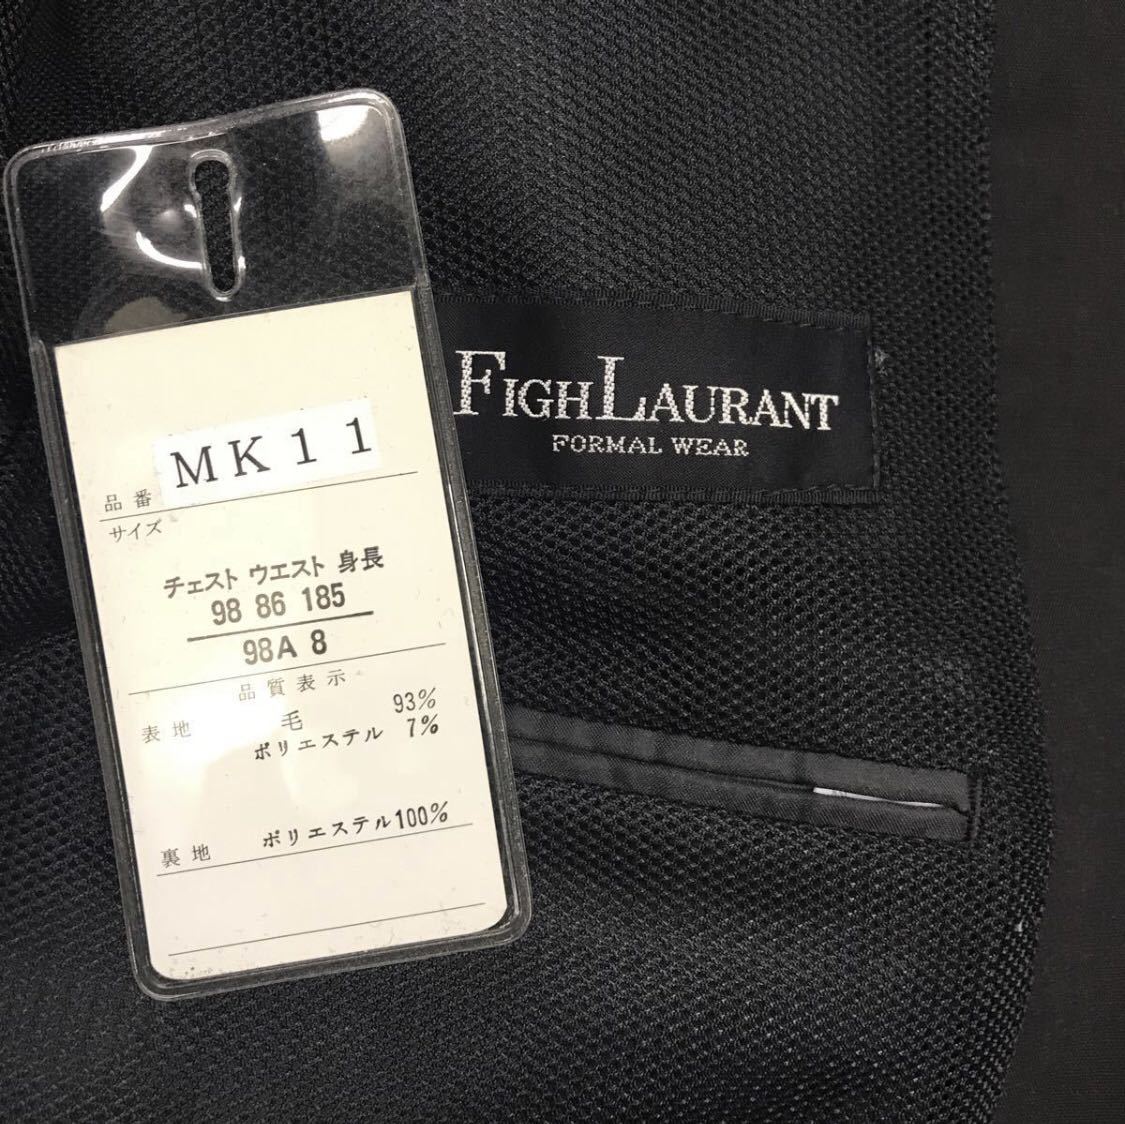 MK11
品番
サイズ
チェスト ウエスト 身長
98 86 185
98A 8
品質表示
表地 毛 93%
ポリエステル 7%
裏地 ポリエステル100%
FIGHLAURANT
FORMAL WEAR